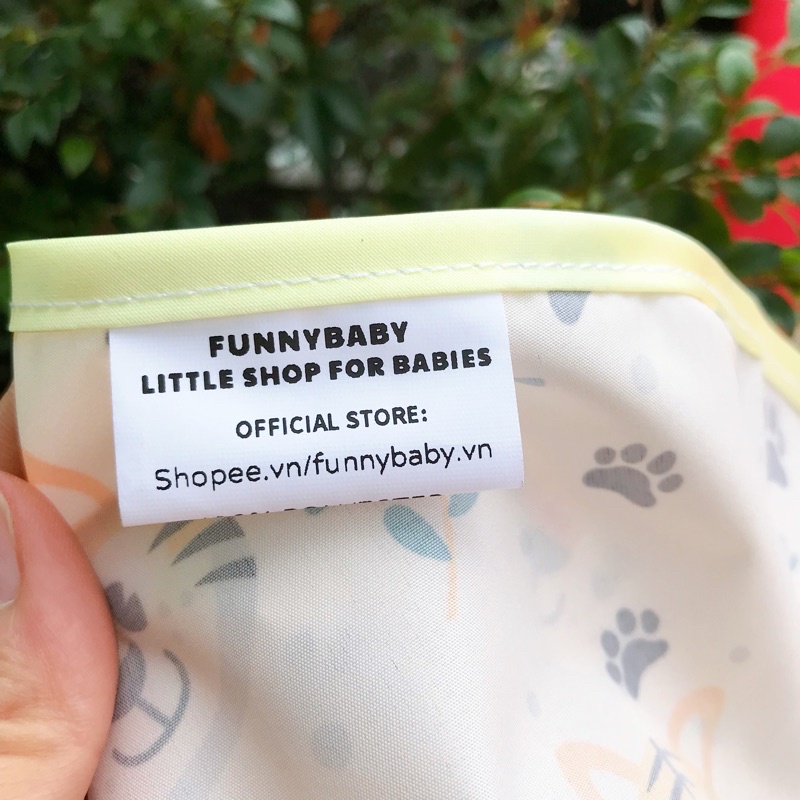 FUNNYBABY
LITTLE SHOP FOR BABIES
OFFICIAL STORE:
Shopee.vn/funnybaby.vn